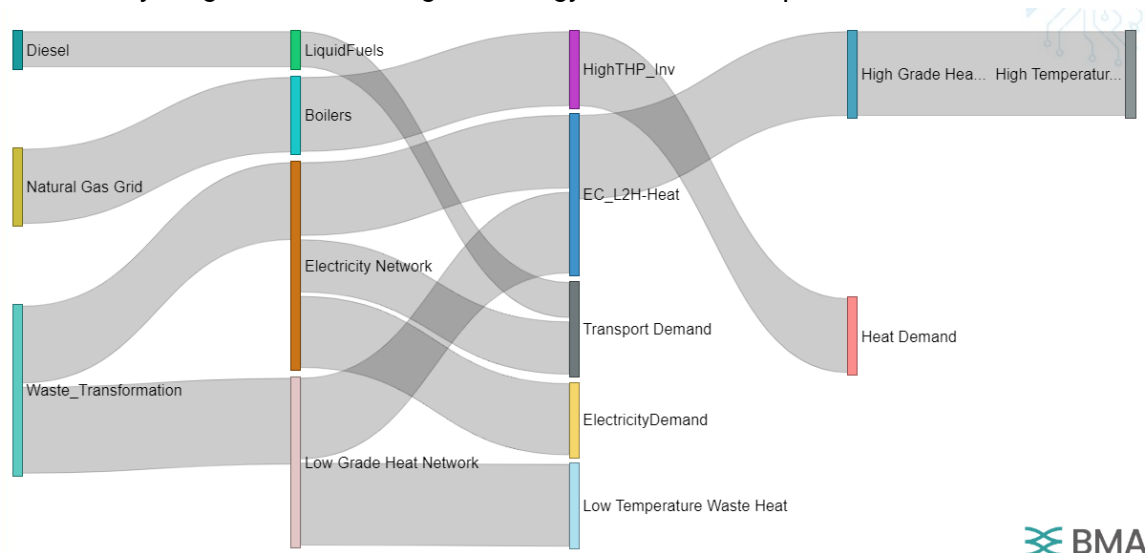 Diesel
LiquidFuels
HighTHP_Inv
High Grade Hea...
High Temperatur...
Boilers
Natural Gas Grid
EC_L2H-Heat
Electricity Network
Transport Demand
Heat Demand
Waste_Transformation
ElectricityDemand
Low Grade Heat Network
Low Temperature Waste Heat
BMA